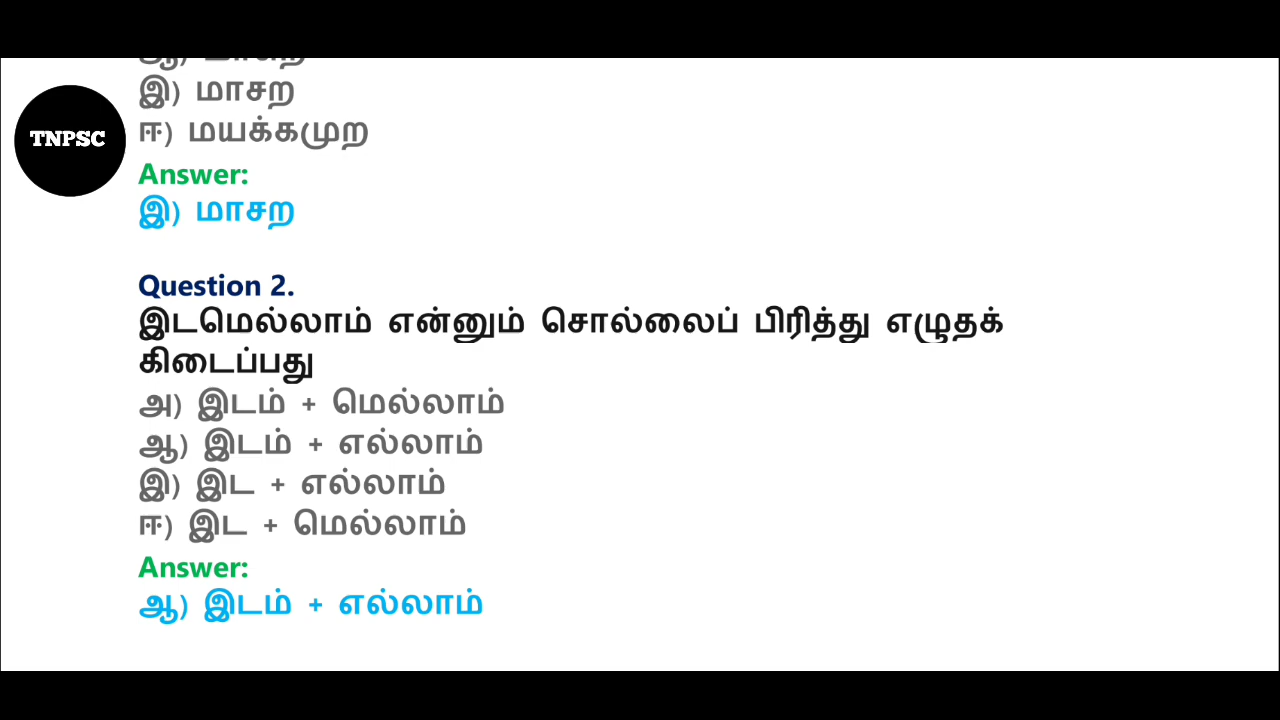 இ) மாசற
TNPSC
ஈ) மயக்கமுற
Answer:
இ) மாசற
Question 2.
இடமெல்லாம் என்னும் சொல்லைப் பிரித்து எழுதக்
கிடைப்பது
அ) இடம் + மெல்லாம்
ஆ) இடம் + எல்லாம்
இ) இட + எல்லாம்
ஈ) இட + மெல்லாம்
Answer:
ஆ) இடம் + எல்லாம்